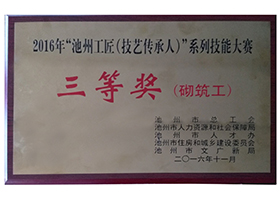 2016年“池州工匠(技艺传承人)”系列技能大赛
三等奖(砌筑工)
池州市总工会
池州市人力资源和社会保障局
池州市人才办
池州市住房和城乡建设委员会
池州市文广新局
二〇一六年十一月